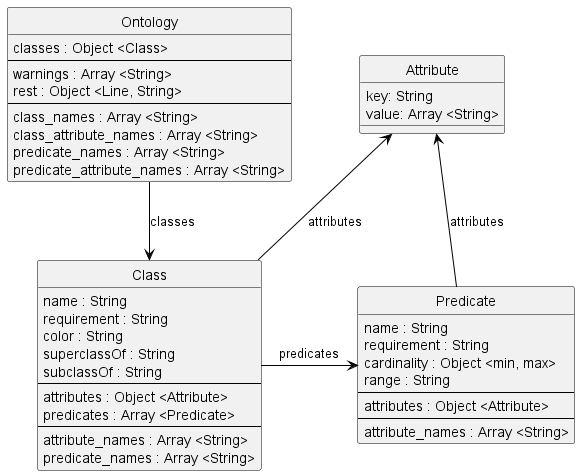 Ontology
classes : Object <Class>
warnings : Array <String>
rest : Object <Line, String>
class_names : Array <String>
class_attribute_names : Array <String>
predicate_names : Array <String>
predicate_attribute_names : Array <String>
Attribute
key: String
value: Array <String>
classes
attributes
attributes
Class
name : String
requirement : String
color : String
superclassOf : String
subclassOf : String
attributes : Object <Attribute>
predicates : Array <Predicate>
attribute_names : Array <String>
predicate_names : Array <String>
predicates
Predicate
name : String
requirement : String
cardinality : Object <min, max>
range : String
attributes : Object <Attribute>
attribute_names : Array <String>